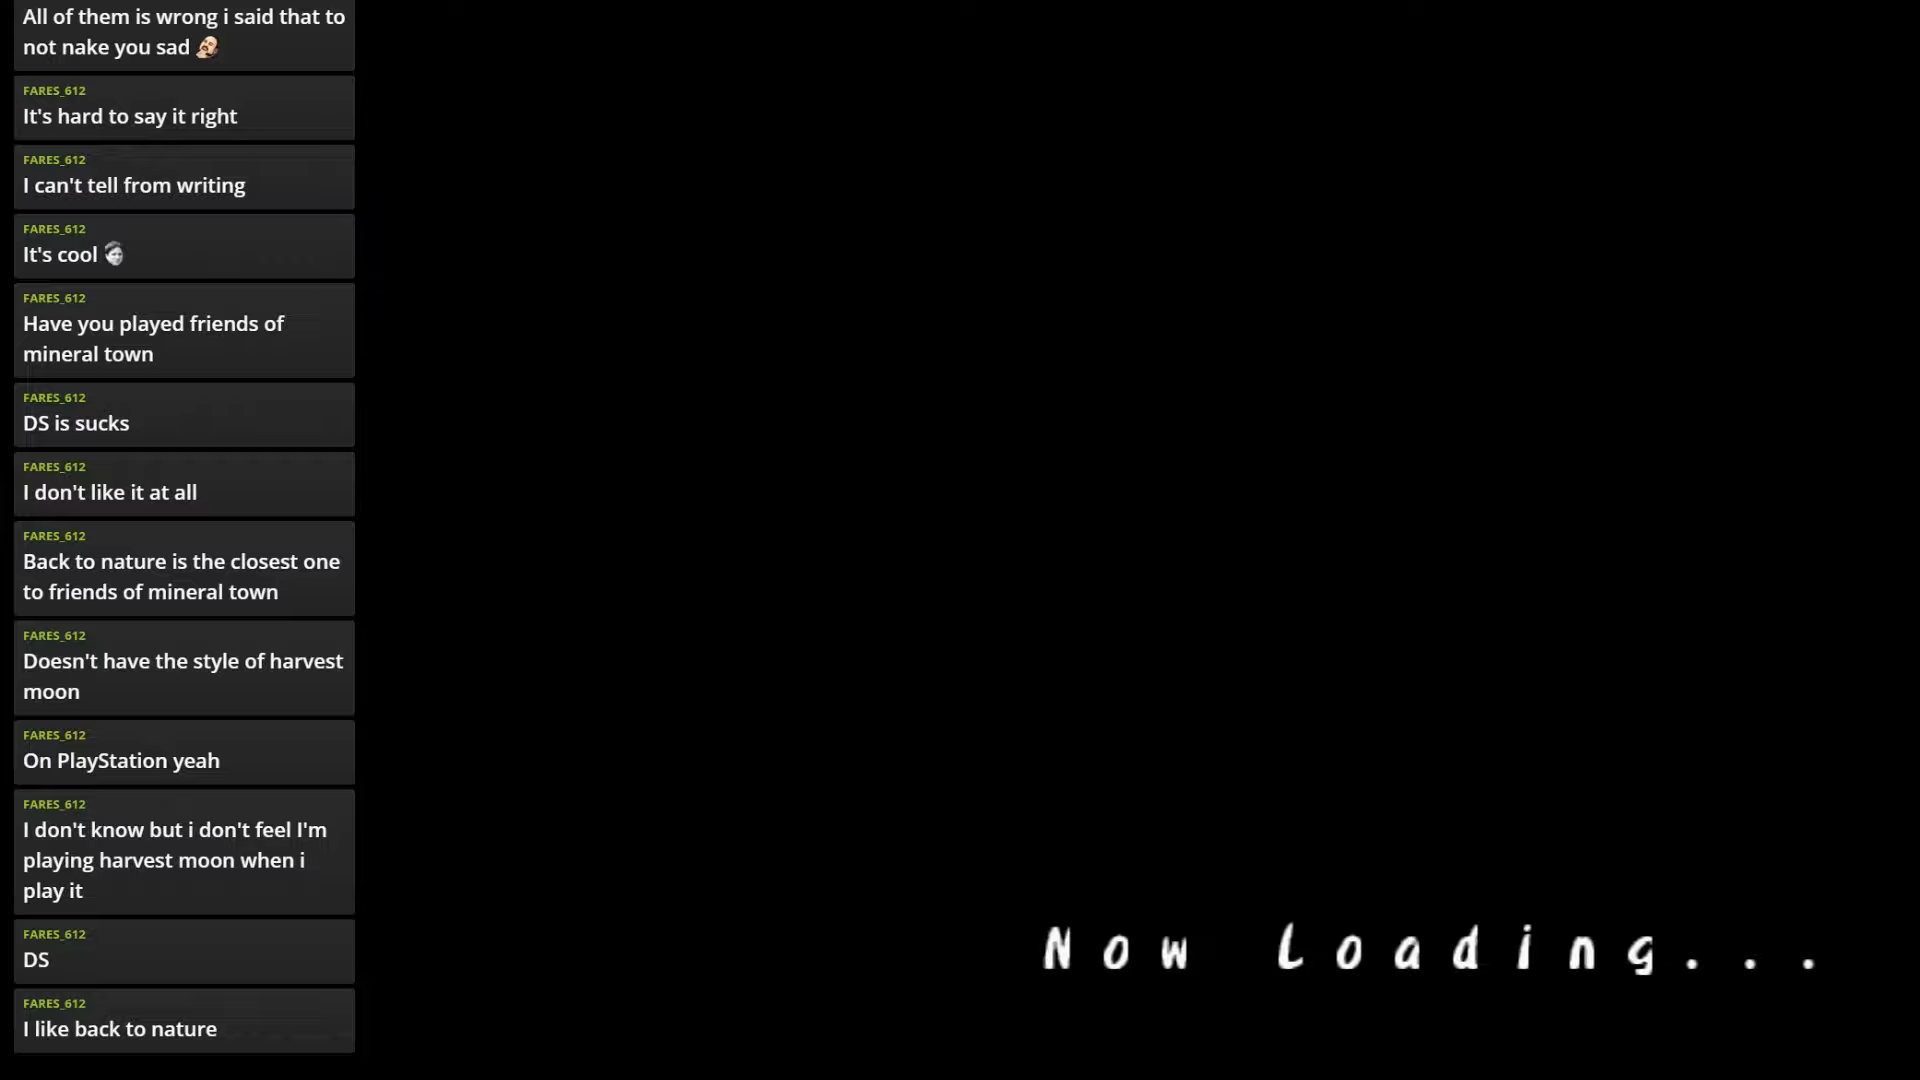 All of them is wrong i said that to
not nake you sad
FARES_612
It's hard to say it right
FARES_612
I can't tell from writing
FARES_612
It's cool
FARES_612
Have you played friends of
mineral town
FARES_612
DS is sucks
FARES_612
I don't like it at all
FARES_612
Back to nature is the closest one
to friends of mineral town
FARES_612
Doesn't have the style of harvest
moon
FARES_612
On PlayStation yeah
FARES_612
I don't know but i don't feel I'm
playing harvest moon when i
play it
FARES_612
DS
FARES_612
I like back to nature
Now Loading...